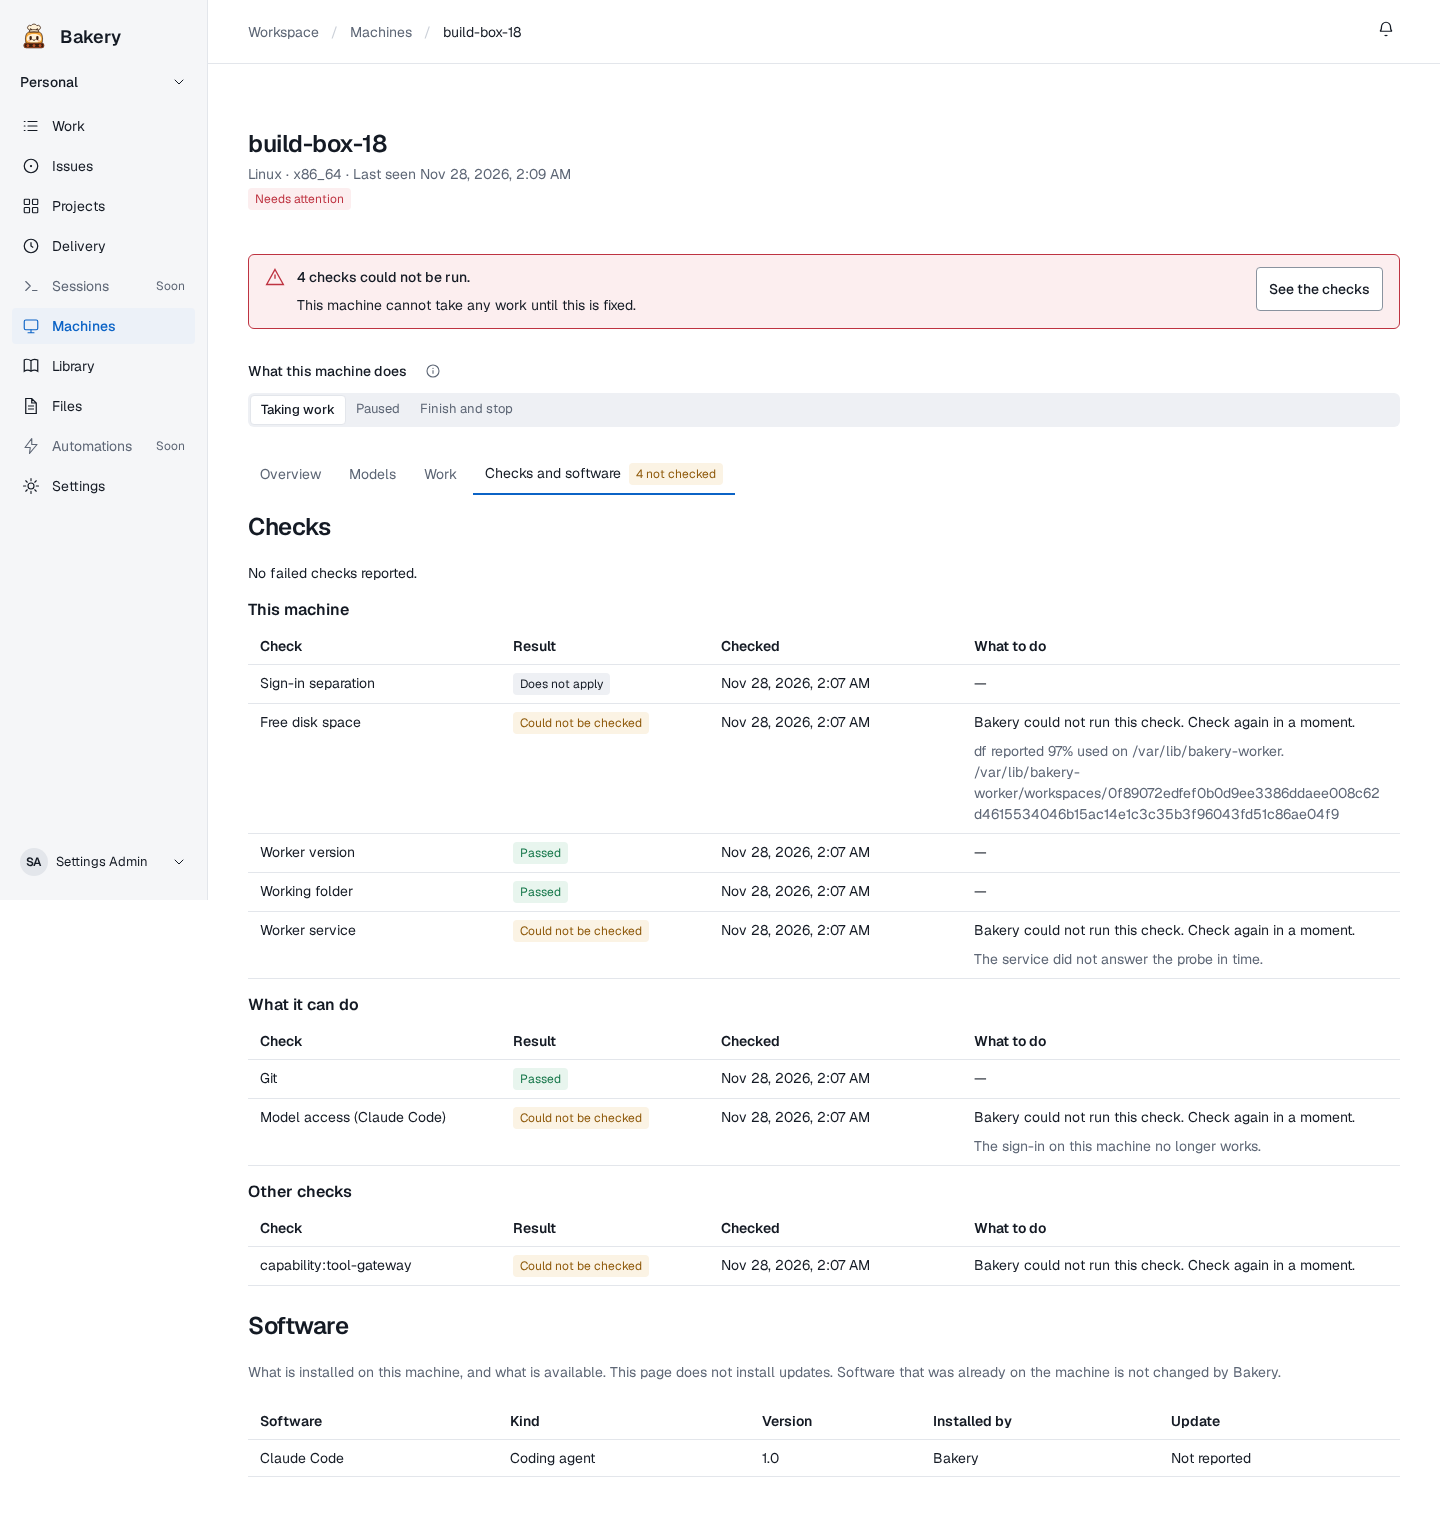 Bakery
Personal
Work
Issues
Projects
Delivery
Sessions Soon
Machines
Library
Files
Automations Soon
Settings
SA Settings Admin
Workspace / Machines / build-box-18
build-box-18
Linux · x86_64 · Last seen Nov 28, 2026, 2:09 AM
Needs attention
4 checks could not be run.
This machine cannot take any work until this is fixed.
See the checks
What this machine does
Taking work Paused Finish and stop
Overview Models Work Checks and software 4 not checked
Checks
No failed checks reported.
This machine
Check Result Checked What to do
Sign-in separation Does not apply Nov 28, 2026, 2:07 AM —
Free disk space Could not be checked Nov 28, 2026, 2:07 AM Bakery could not run this check. Check again in a moment.
df reported 97% used on /var/lib/bakery-worker.
/var/lib/bakery-
worker/workspaces/0f89072edfef0b0d9ee3386ddaee008c62
d4615534046b15ac14e1c3c35b3f96043fd51c86ae04f9
Worker version Passed Nov 28, 2026, 2:07 AM —
Working folder Passed Nov 28, 2026, 2:07 AM —
Worker service Could not be checked Nov 28, 2026, 2:07 AM Bakery could not run this check. Check again in a moment.
The service did not answer the probe in time.
What it can do
Check Result Checked What to do
Git Passed Nov 28, 2026, 2:07 AM —
Model access (Claude Code) Could not be checked Nov 28, 2026, 2:07 AM Bakery could not run this check. Check again in a moment.
The sign-in on this machine no longer works.
Other checks
Check Result Checked What to do
capability:tool-gateway Could not be checked Nov 28, 2026, 2:07 AM Bakery could not run this check. Check again in a moment.
Software
What is installed on this machine, and what is available. This page does not install updates. Software that was already on the machine is not changed by Bakery.
Software Kind Version Installed by Update
Claude Code Coding agent 1.0 Bakery Not reported